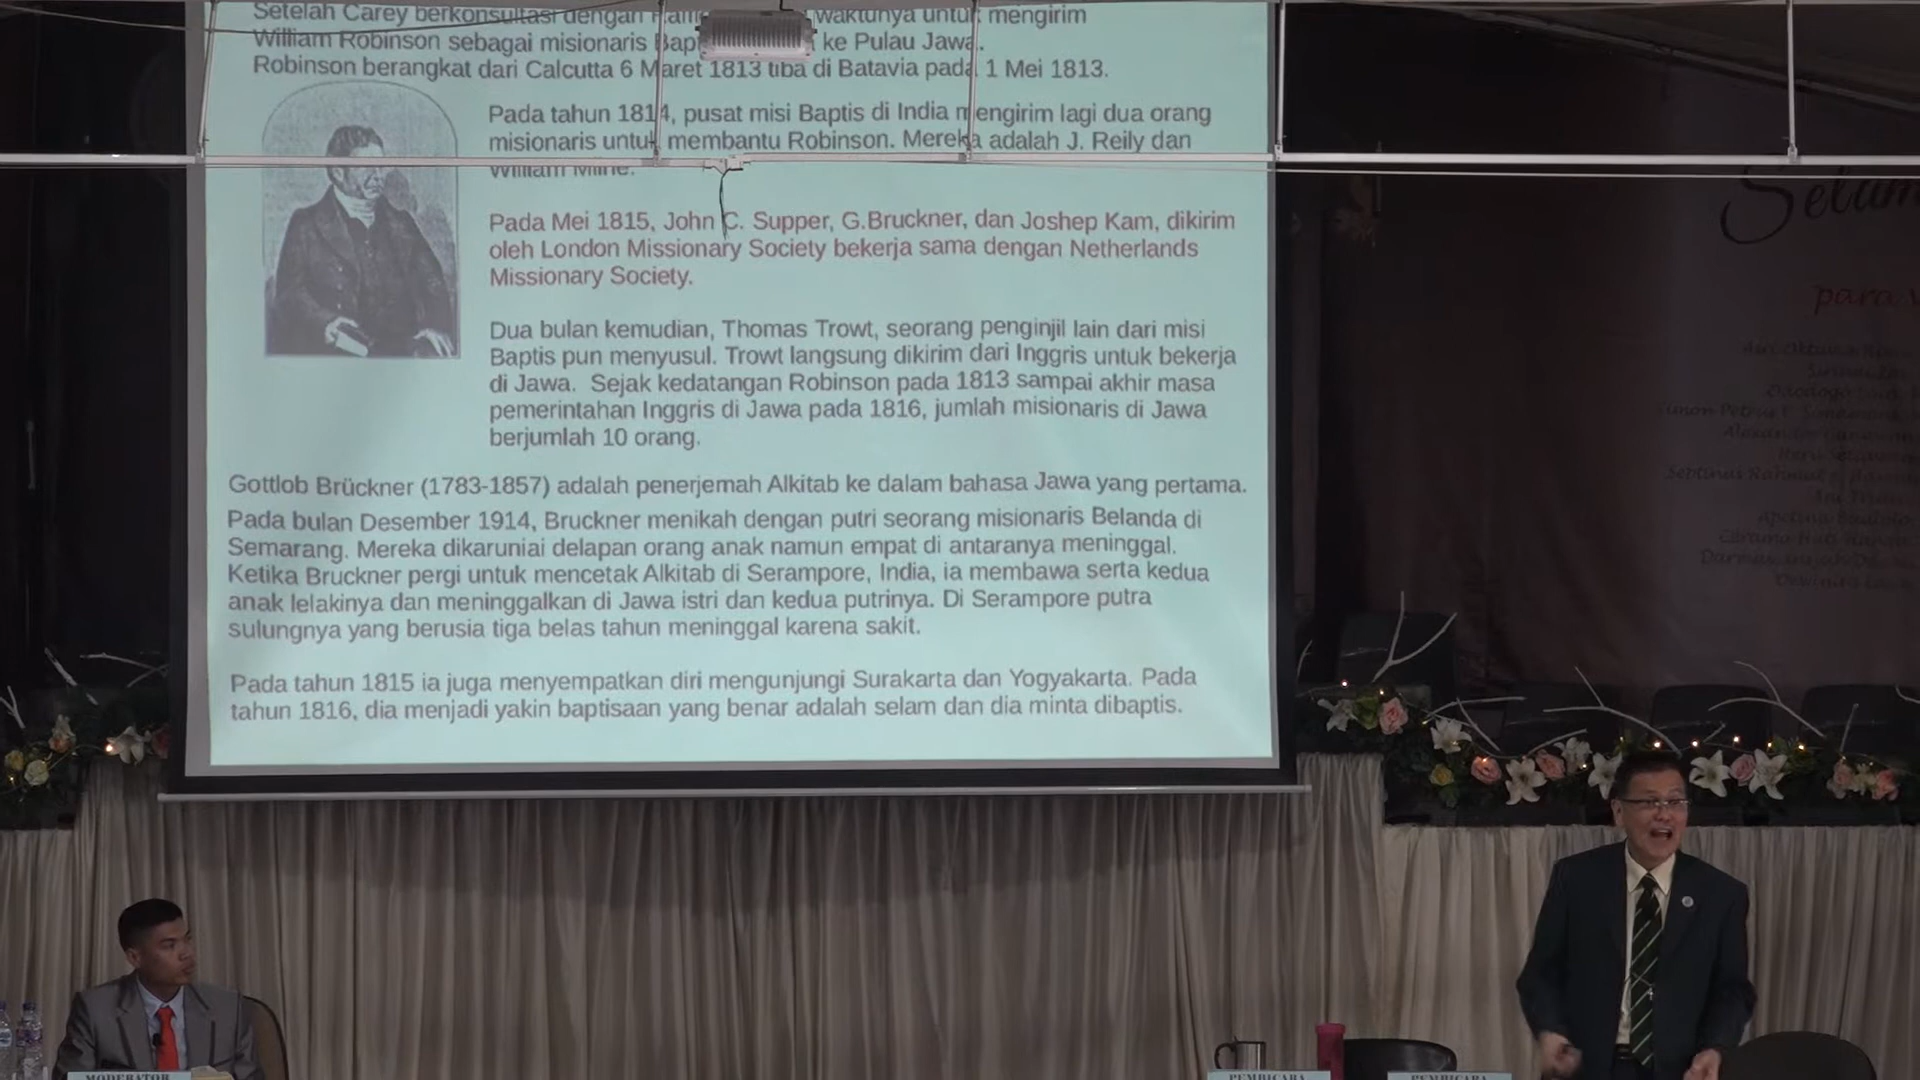 Setelah Carey berkonsultasi dengan waktunya untuk mengirim
William Robinson sebagai misionaris ke Pulau Jawa.
Robinson berangkat dari Calcutta 6 Maret 1813 tiba di Batavia pada 1 Mei 1813.
Pada tahun 1814, pusat misi Baptis di India mengirim lagi dua orang
misionaris untuk membantu Robinson. Mereka adalah J. Reily dan
William Milne.
Pada Mei 1815, John C. Supper, G.Bruckner, dan Joshep Kam, dikirim
oleh London Missionary Society bekerja sama dengan Netherlands
Missionary Society.
Dua bulan kemudian, Thomas Trowt, seorang penginjil lain dari misi
Baptis pun menyusul. Trowt langsung dikirim dari Inggris untuk bekerja
di Jawa. Sejak kedatangan Robinson pada 1813 sampai akhir masa
pemerintahan Inggris di Jawa pada 1816, jumlah misionaris di Jawa
berjumlah 10 orang.
Gottlob Brückner (1783-1857) adalah penerjemah Alkitab ke dalam bahasa Jawa yang pertama.
Pada bulan Desember 1914, Bruckner menikah dengan putri seorang misionaris Belanda di
Semarang. Mereka dikaruniai delapan orang anak namun empat di antaranya meninggal.
Ketika Bruckner pergi untuk mencetak Alkitab di Serampore, India, ia membawa serta kedua
anak lelakinya dan meninggalkan di Jawa istri dan kedua putrinya. Di Serampore putra
sulungnya yang berusia tiga belas tahun meninggal karena sakit.
Pada tahun 1815 ia juga menyempatkan diri mengunjungi Surakarta dan Yogyakarta. Pada
tahun 1816, dia menjadi yakin baptisaan yang benar adalah selam dan dia minta dibaptis.
Selam
para
MODERATOR
PEMBICARA
PEMBICARA